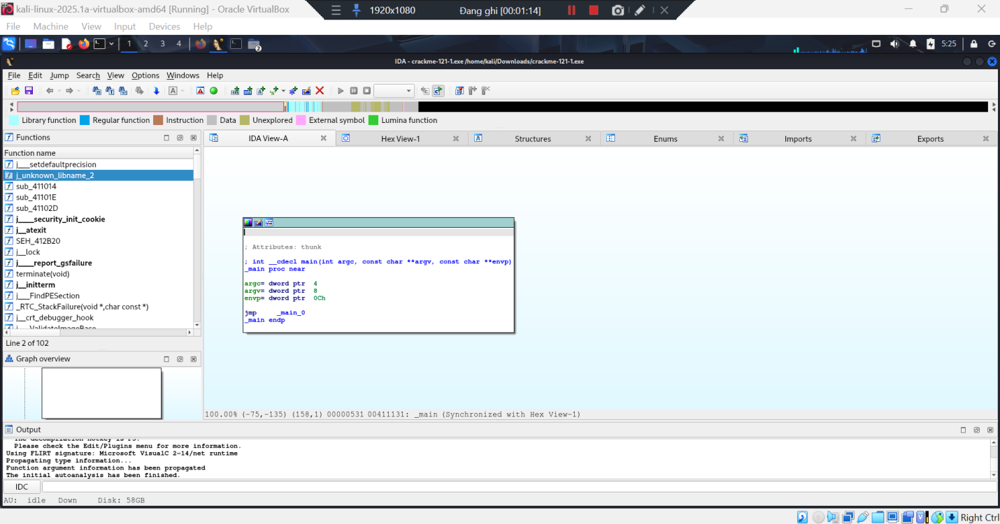 kali-linux-2025.1a-virtualbox-amd64 [Running] - Oracle VirtualBox
1920x1080 Đang ghi [00:01:14]
File Machine View Input Devices Help
1 2 3 4 2 5:25
IDA - crackme-121-1.exe /home/kali/Downloads/crackme-121-1.exe
File Edit Jump Search View Options Windows Help
Library function Regular function Instruction Data Unexplored External symbol Lumina function
Functions
IDA View-A Hex View-1 Structures Enums Imports Exports
Function name
j___setdefaultprecision
j_unknown_libname_2
sub_411014
sub_41101E
sub_41102D
j____security_init_cookie
j__atexit
SEH_412B20
j__lock
j____report_gsfailure
terminate(void)
j__initterm
j___FindPESection
_RTC_StackFailure(void *,char const *)
j__crt_debugger_hook
j___ValidateImageBase
Line 2 of 102
Graph overview
; Attributes: thunk
; int __cdecl main(int argc, const char **argv, const char **envp)
_main proc near
argc= dword ptr 4
argv= dword ptr 8
envp= dword ptr 0Ch
jmp _main_0
_main endp
100.00% (-75,-135) (158,1) 00000531 00411131: _main (Synchronized with Hex View-1)
Output
The decompilation hotkey is F5.
Please check the Edit/Plugins menu for more information.
Using FLIRT signature: Microsoft VisualC 2-14/net runtime
Propagating type information...
Function argument information has been propagated
The initial autoanalysis has been finished.
IDC
AU: idle Down Disk: 58GB
Right Ctrl